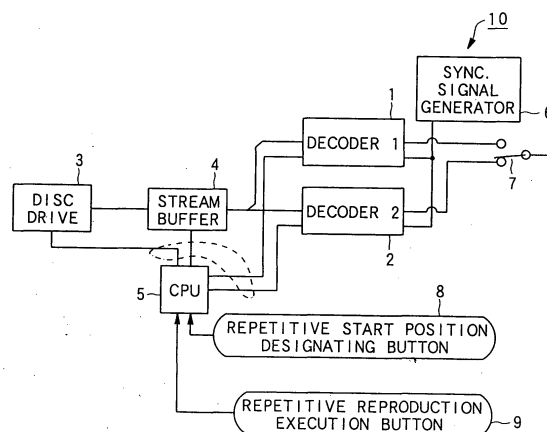 10
SYNC.
SIGNAL
GENERATOR
6
1
DECODER 1
7
3
DISC
DRIVE
4
STREAM
BUFFER
DECODER 2
2
5
CPU
8
REPETITIVE START POSITION
DESIGNATING BUTTON
REPETITIVE REPRODUCTION
EXECUTION BUTTON
9